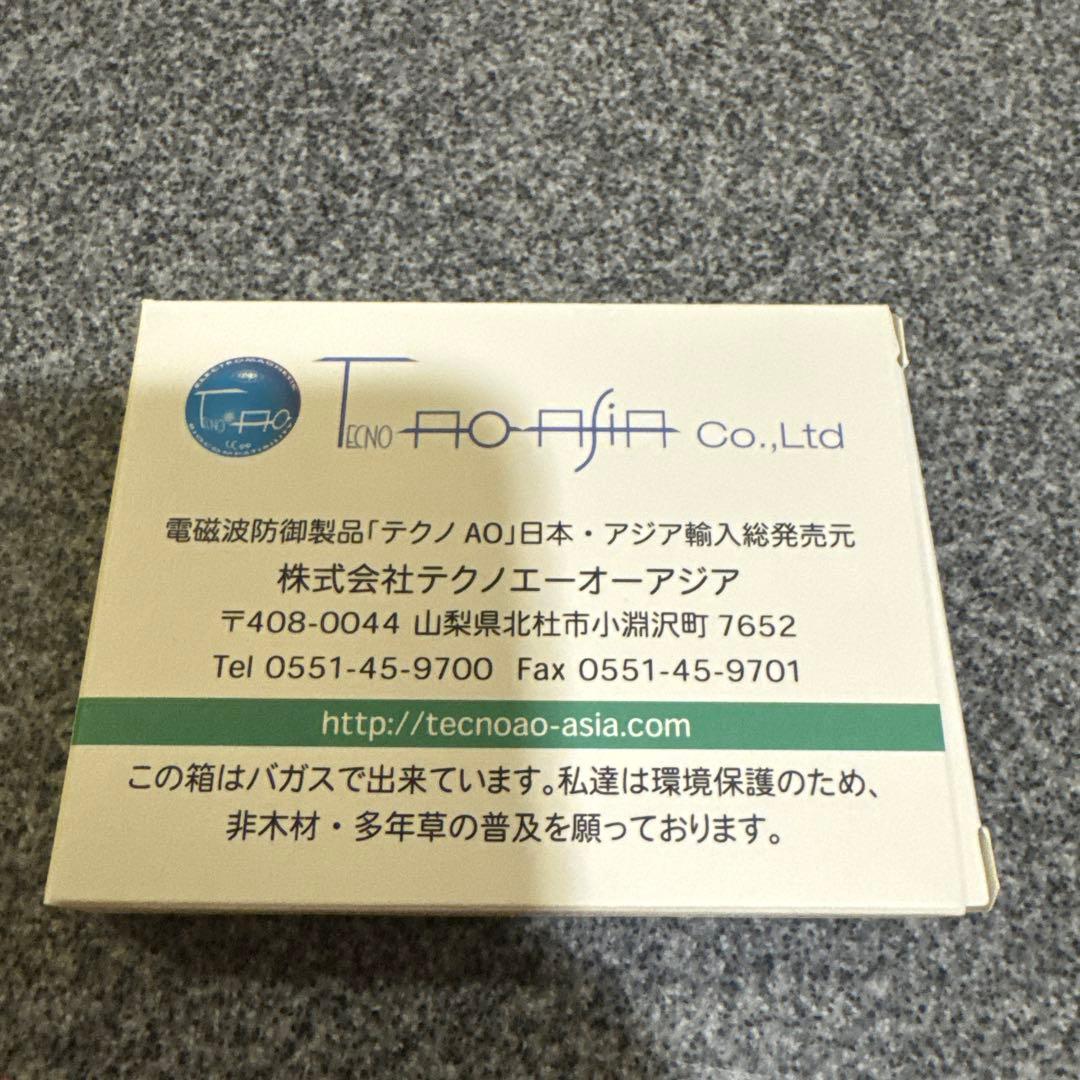 ELECTROMAGNETIC
TECNO AO
BIOCOMPATIBILITY
TECNO AO ASIA Co.,Ltd
電磁波防御製品「テクノ AO」日本・アジア輸入総発売元
株式会社テクノエーオーアジア
〒408-0044 山梨県北杜市小淵沢町 7652
Tel 0551-45-9700 Fax 0551-45-9701
http://tecnoao-asia.com
この箱はバガスで出来ています。私達は環境保護のため、
非木材・多年草の普及を願っております。